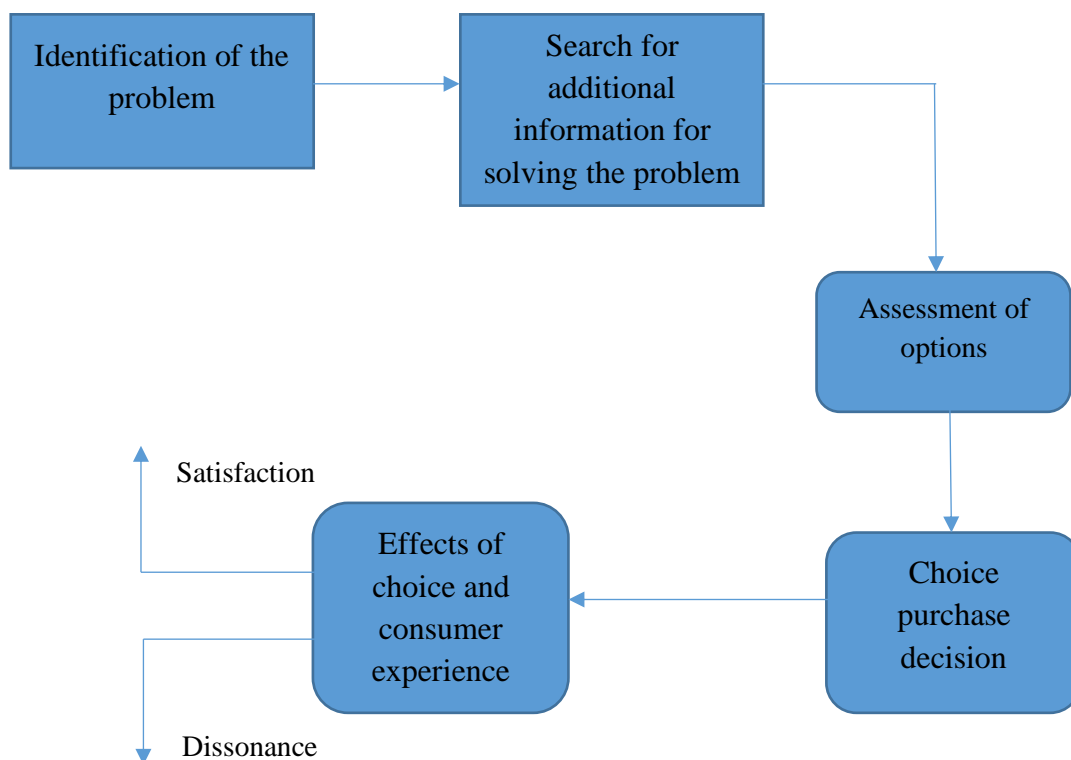 Identification of the
problem
Search for
additional
information for
solving the problem
Assessment of
options
Choice
purchase
decision
Effects of
choice and
consumer
experience
Satisfaction
Dissonance